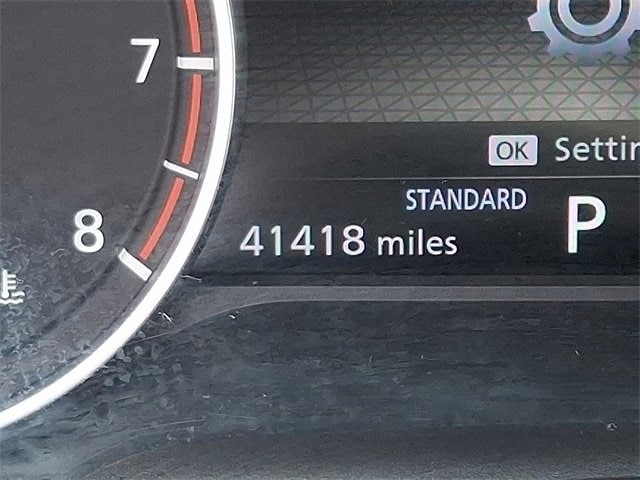 7
OK Settin
STANDARD
P
8
41418 miles